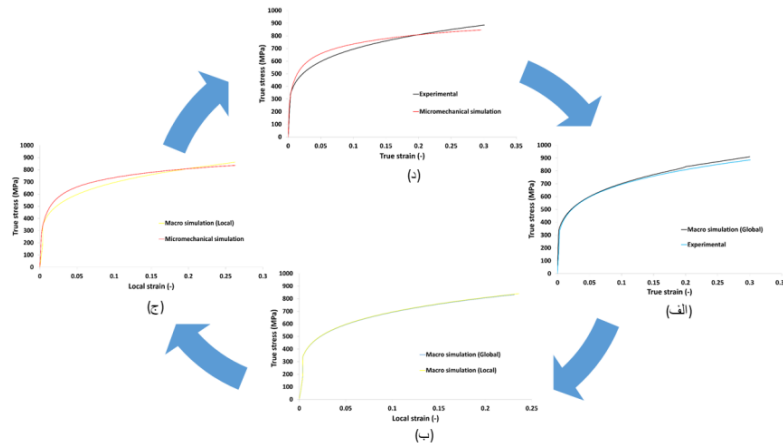 True stress (MPa)
1000
900
800
700
600
500
400
300
200
100
0
Experimental
Micromechanical simulation
0 0.05 0.1 0.15 0.2 0.25 0.3 0.35
True strain (-)
(د)
True stress (MPa)
1000
900
800
700
600
500
400
300
200
100
0
Macro simulation (Local)
Micromechanical simulation
0 0.05 0.1 0.15 0.2 0.25 0.3
Local strain (-)
(ج)
True stress (MPa)
1000
900
800
700
600
500
400
300
200
100
0
Macro simulation (Global)
Experimental
0 0.05 0.1 0.15 0.2 0.25 0.3 0.35
True strain (-)
(الف)
True stress (MPa)
1000
900
800
700
600
500
400
300
200
100
0
Macro simulation (Global)
Macro simulation (Local)
0 0.05 0.1 0.15 0.2 0.25
Local strain (-)
(ب)